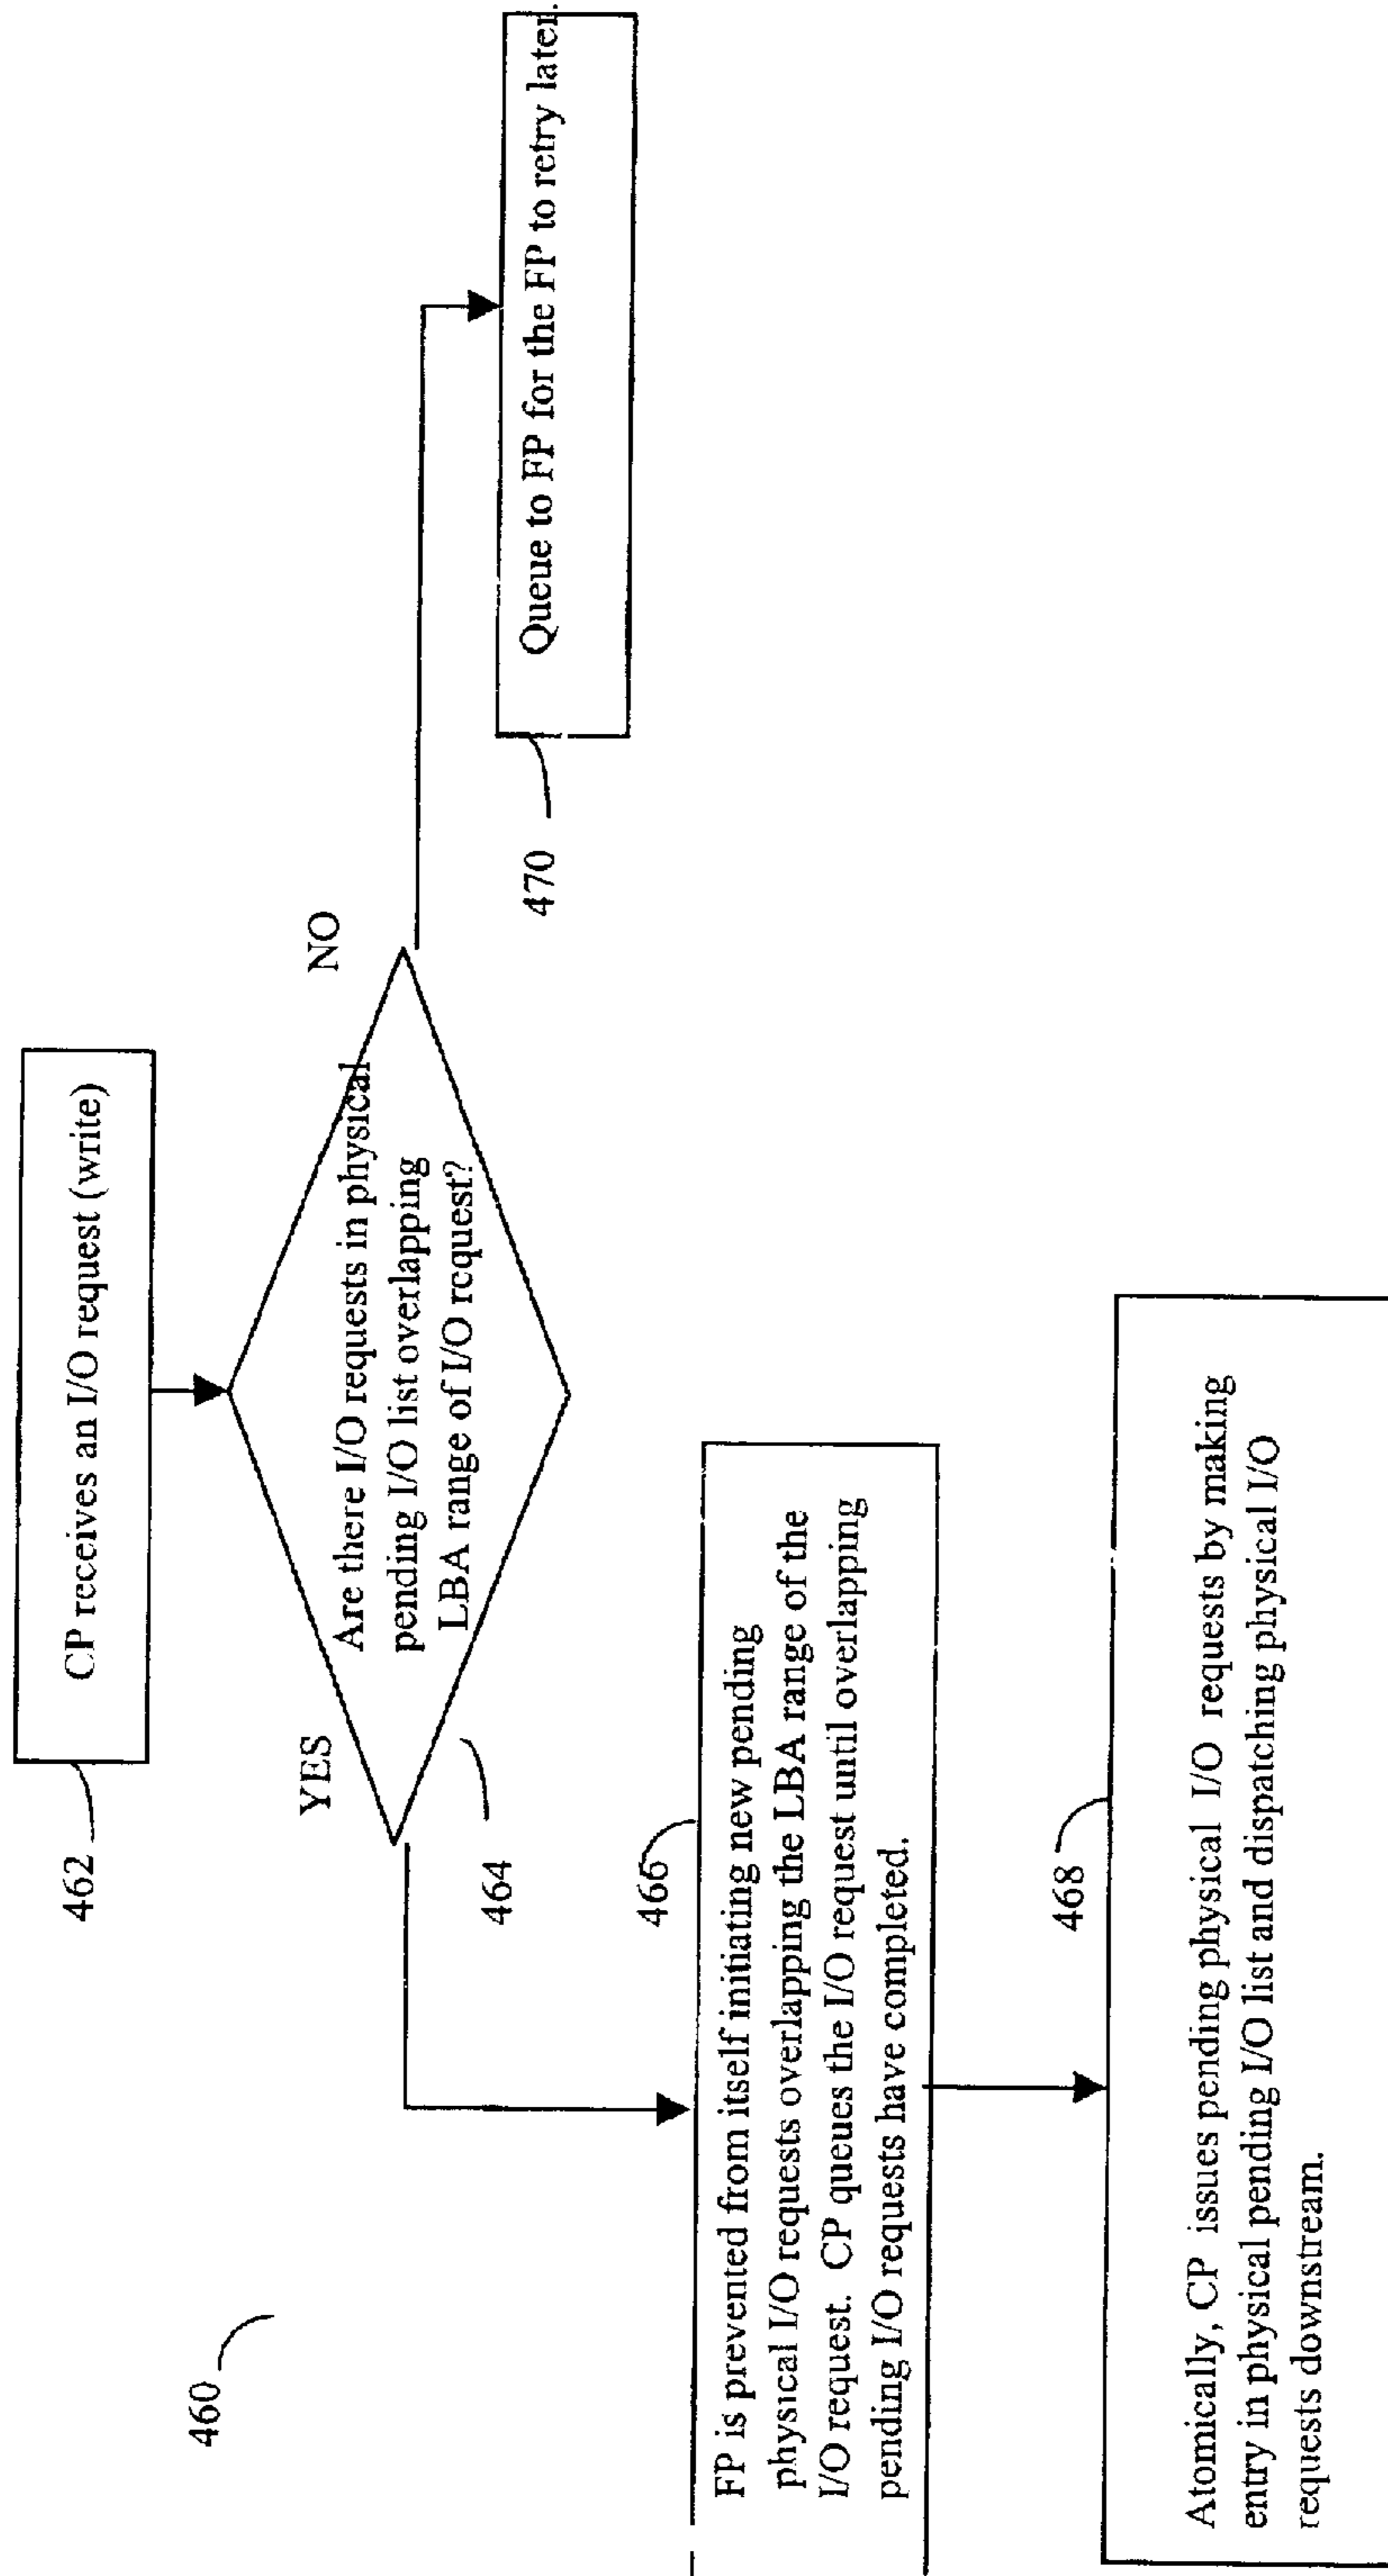 CP receives an I/O request (write)
462
YES
NO
Are there I/O requests in physical
pending I/O list overlapping
LBA range of I/O request?
464
Queue to FP for the FP to retry later.
470
460
466
FP is prevented from itself initiating new pending
physical I/O requests overlapping the LBA range of the
I/O request. CP queues the I/O request until overlapping
pending I/O requests have completed.
468
Atomically, CP issues pending physical I/O requests by making
entry in physical pending I/O list and dispatching physical I/O
requests downstream.